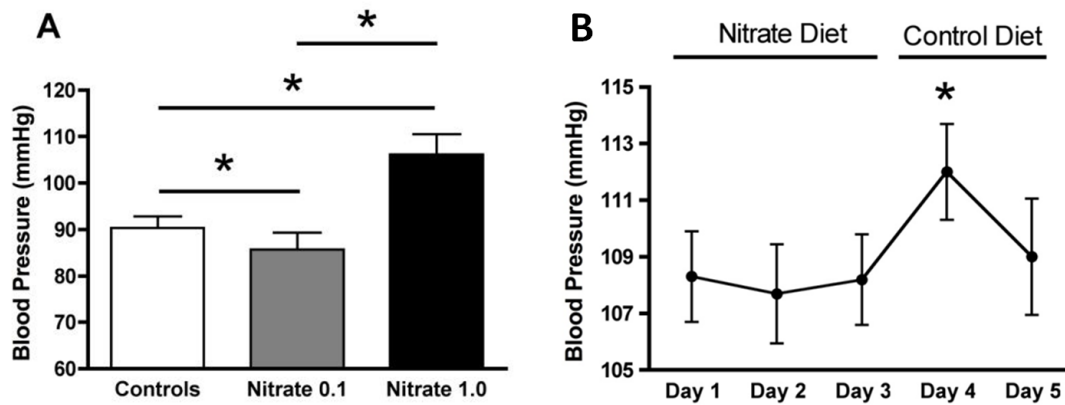 A
*
*
*
120
110
100
90
80
70
60
Blood Pressure (mmHg)
Controls Nitrate 0.1 Nitrate 1.0
B
Nitrate Diet Control Diet
*
115
113
111
109
107
105
Blood Pressure (mmHg)
Day 1 Day 2 Day 3 Day 4 Day 5